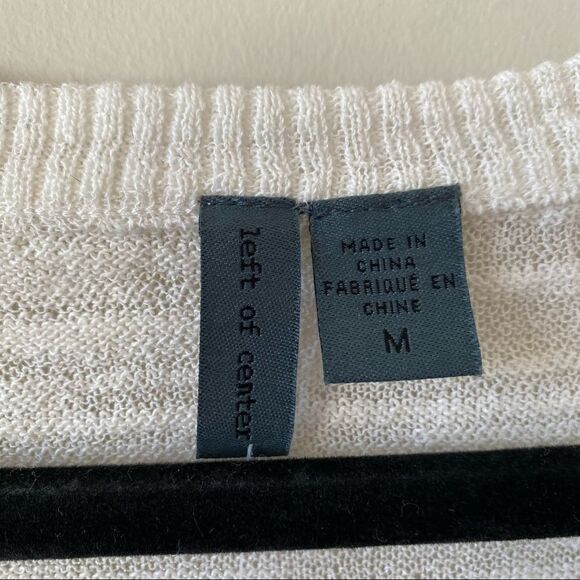 left of center
MADE IN
CHINA
FABRIQUÉ EN
CHINE
M